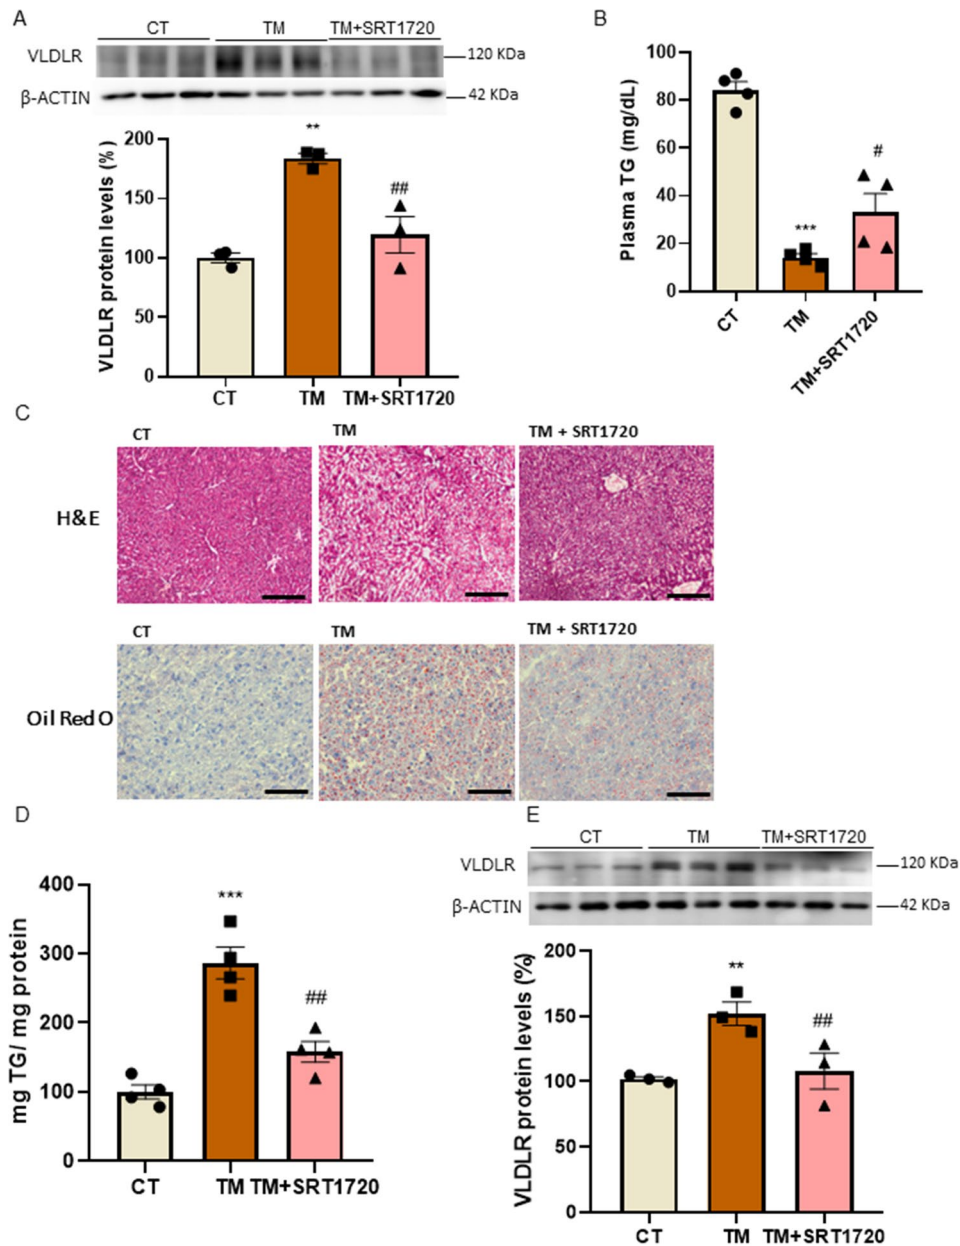 A
CT TM TM+SRT1720
VLDLR 120 KDa
β-ACTIN 42 KDa
VLDLR protein levels (%)
200
150
100
50
0
**
##
CT TM TM+SRT1720
B
Plasma TG (mg/dL)
100
80
60
40
20
0
***
#
CT
TM
TM+SRT1720
C
CT TM TM + SRT1720
H&E
CT TM TM + SRT1720
Oil Red O
D
mg TG/ mg protein
400
300
200
100
0
***
##
CT TM TM+SRT1720
E
CT TM TM+SRT1720
VLDLR 120 KDa
β-ACTIN 42 KDa
VLDLR protein levels (%)
200
150
100
50
0
**
##
CT TM TM+SRT1720